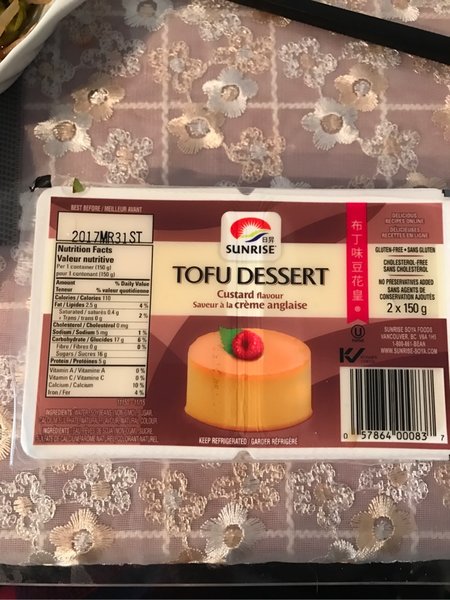 BEST BEFORE / MEILLEUR AVANT
2017MR31ST
Nutrition Facts
Valeur nutritive
Per 1 container (150 g)
pour 1 contenant (150 g)
Amount % Daily Value
Teneur % valeur quotidienne
Calories / Calories 110
Fat / Lipides 2.5 g 4 %
Saturated / saturés 0.4 g
+ Trans / trans 0 g 2 %
Cholesterol / Cholestérol 0 mg
Sodium / Sodium 5 mg 1 %
Carbohydrate / Glucides 17 g 6 %
Fibre / Fibres 0 g 0 %
Sugars / Sucres 16 g
Protein / Protéines 5 g
Vitamin A / Vitamine A 0 %
Vitamin C / Vitamine C 0 %
Calcium / Calcium 10 %
Iron / Fer 4 %
日昇
SUNRISE
TOFU DESSERT
Custard flavour
Saveur à la crème anglaise
KEEP REFRIGERATED / GARDER RÉFRIGÉRÉ
布丁味豆花皇
DELICIOUS
RECIPES ONLINE
DÉLICIEUSES
RECETTES EN LIGNE
GLUTEN-FREE • SANS GLUTEN
CHOLESTEROL-FREE
SANS CHOLESTÉROL
NO PRESERVATIVES ADDED
SANS AGENTS DE
CONSERVATION AJOUTÉS
2 x 150 g
SUNRISE SOYA FOODS
VANCOUVER, BC V6A 1H1
1-800-661-BEAN
WWW.SUNRISE-SOYA.COM
0 57864 00083 7